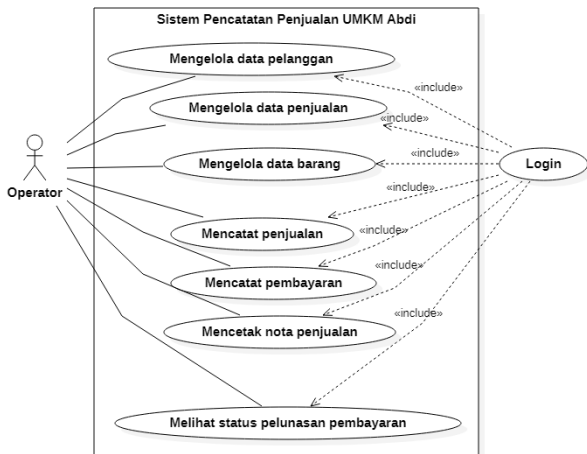 Sistem Pencatatan Penjualan UMKM Abdi
Mengelola data pelanggan
«include»
Mengelola data penjualan
«include»
Mengelola data barang
«include»
Login
Operator
«include»
Mencatat penjualan
«include»
«include»
Mencatat pembayaran
«include»
Mencetak nota penjualan
Melihat status pelunasan pembayaran